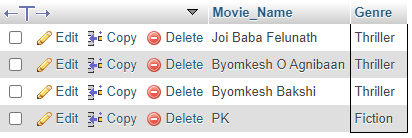 Movie_Name Genre
Edit Copy Delete Joi Baba Felunath Thriller
Edit Copy Delete Byomkesh O Agnibaan Thriller
Edit Copy Delete Byomkesh Bakshi Thriller
Edit Copy Delete PK Fiction